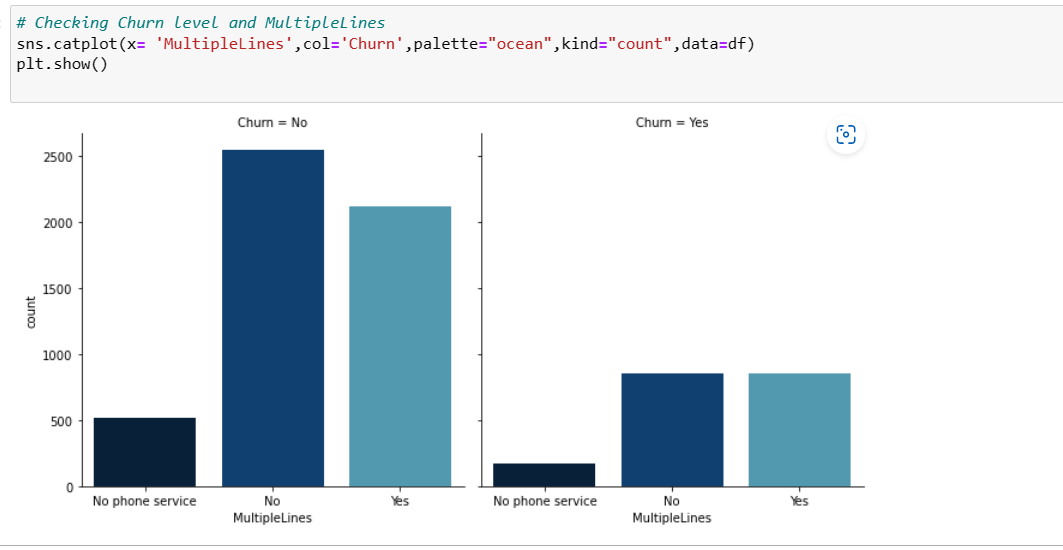 # Checking Churn level and MultipleLines
sns.catplot(x= 'MultipleLines',col='Churn',palette="ocean",kind="count",data=df)
plt.show()
Churn = No
Churn = Yes
2500
2000
1500
1000
500
0
count
No phone service
No
Yes
MultipleLines
No phone service
No
Yes
MultipleLines